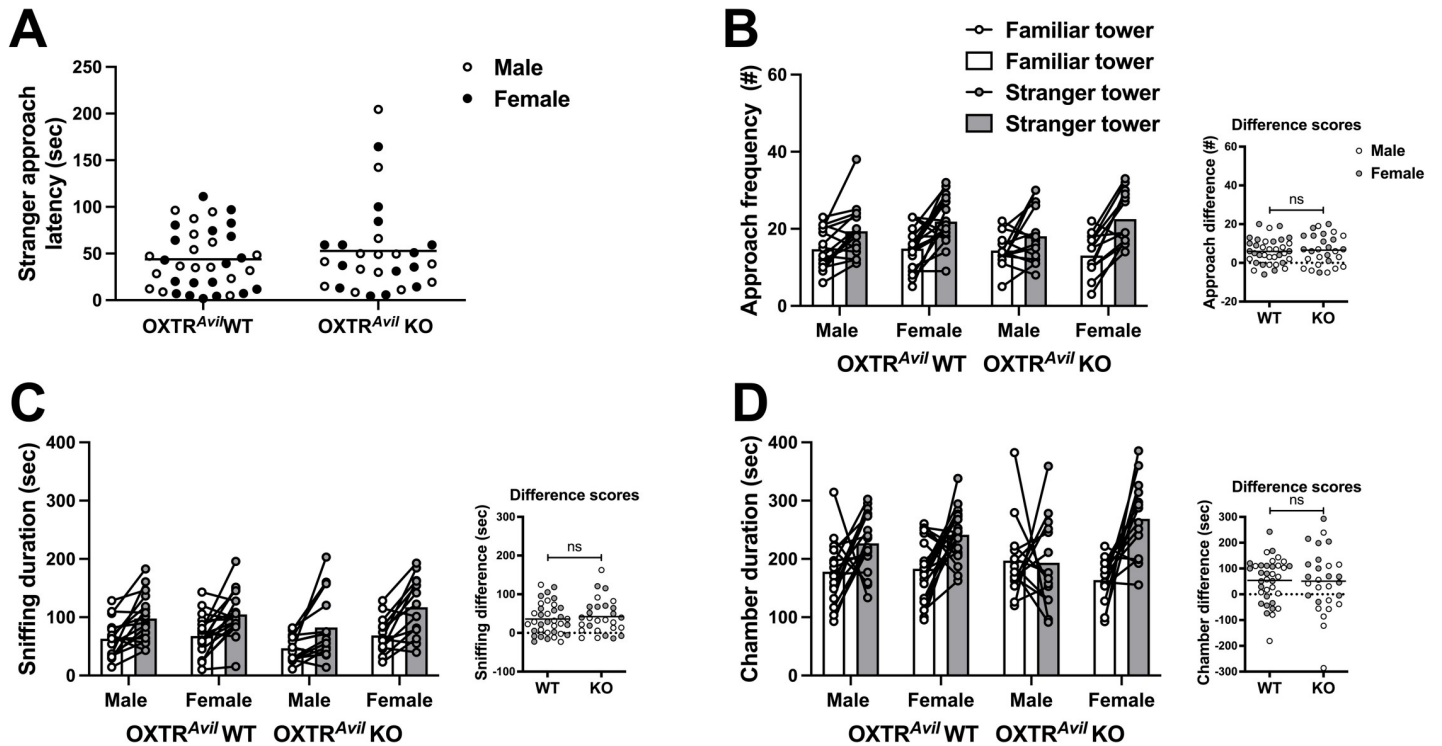 A
Stranger approach
latency (sec)
250
200
150
100
50
0
Male
Female
OXTR^Avil WT
OXTR^Avil KO
B
Familiar tower
Familiar tower
Stranger tower
Stranger tower
Approach frequency (#)
60
40
20
0
Male Female Male Female
OXTR^Avil WT OXTR^Avil KO
Difference scores
Approach difference (#)
60
40
20
0
-20
ns
Male
Female
WT KO
C
Sniffing duration (sec)
400
300
200
100
0
Male Female Male Female
OXTR^Avil WT OXTR^Avil KO
Difference scores
Sniffing difference (sec)
300
200
100
0
-100
ns
WT KO
D
Chamber duration (sec)
400
300
200
100
0
Male Female Male Female
OXTR^Avil WT OXTR^Avil KO
Difference scores
Chamber difference (sec)
ns
300
200
100
0
-100
-200
-300
WT KO